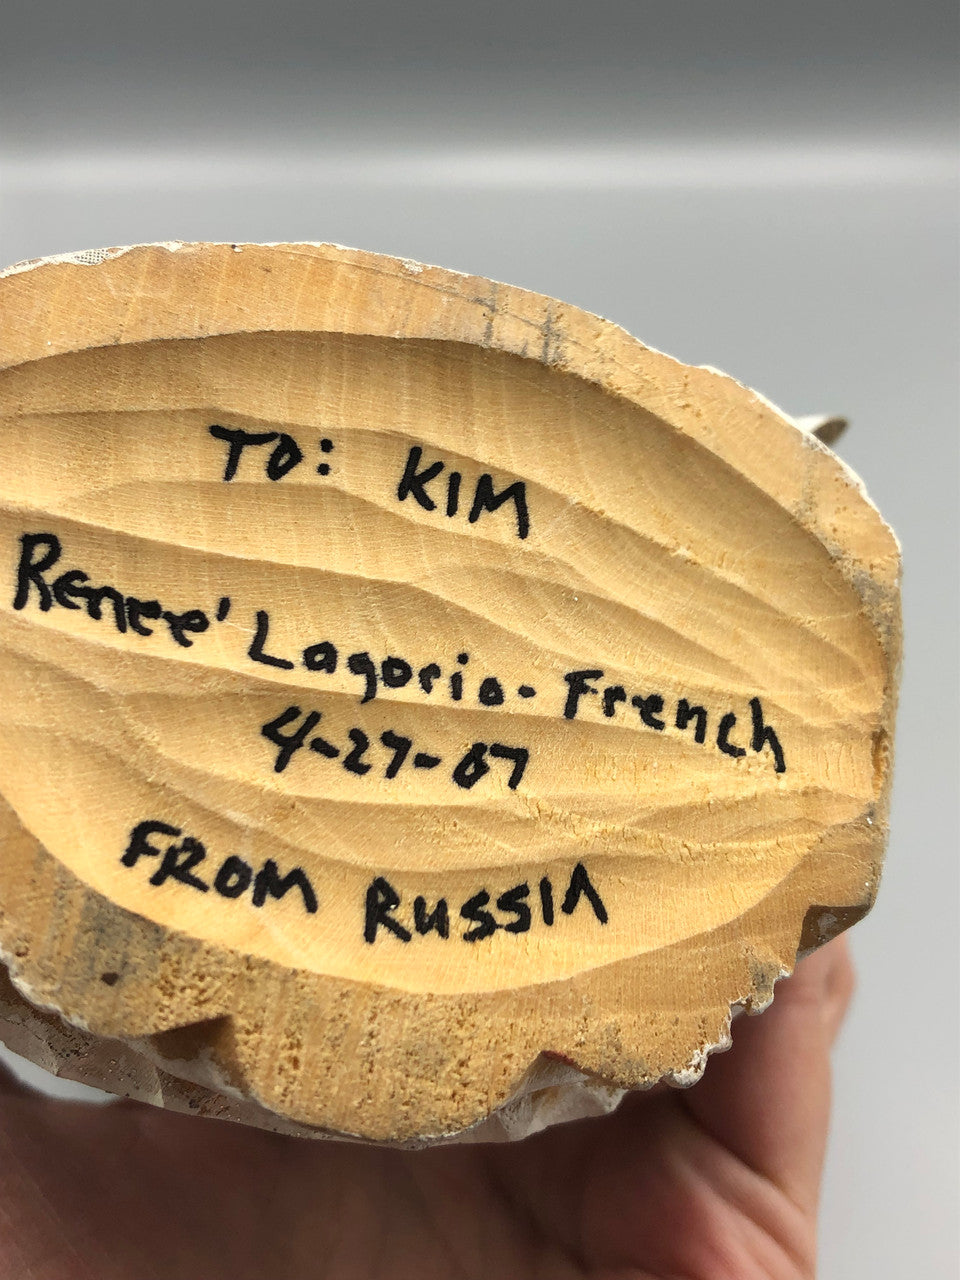 TO: KIM
Renee' Lagorio-French
4-27-07
FROM RUSSIA